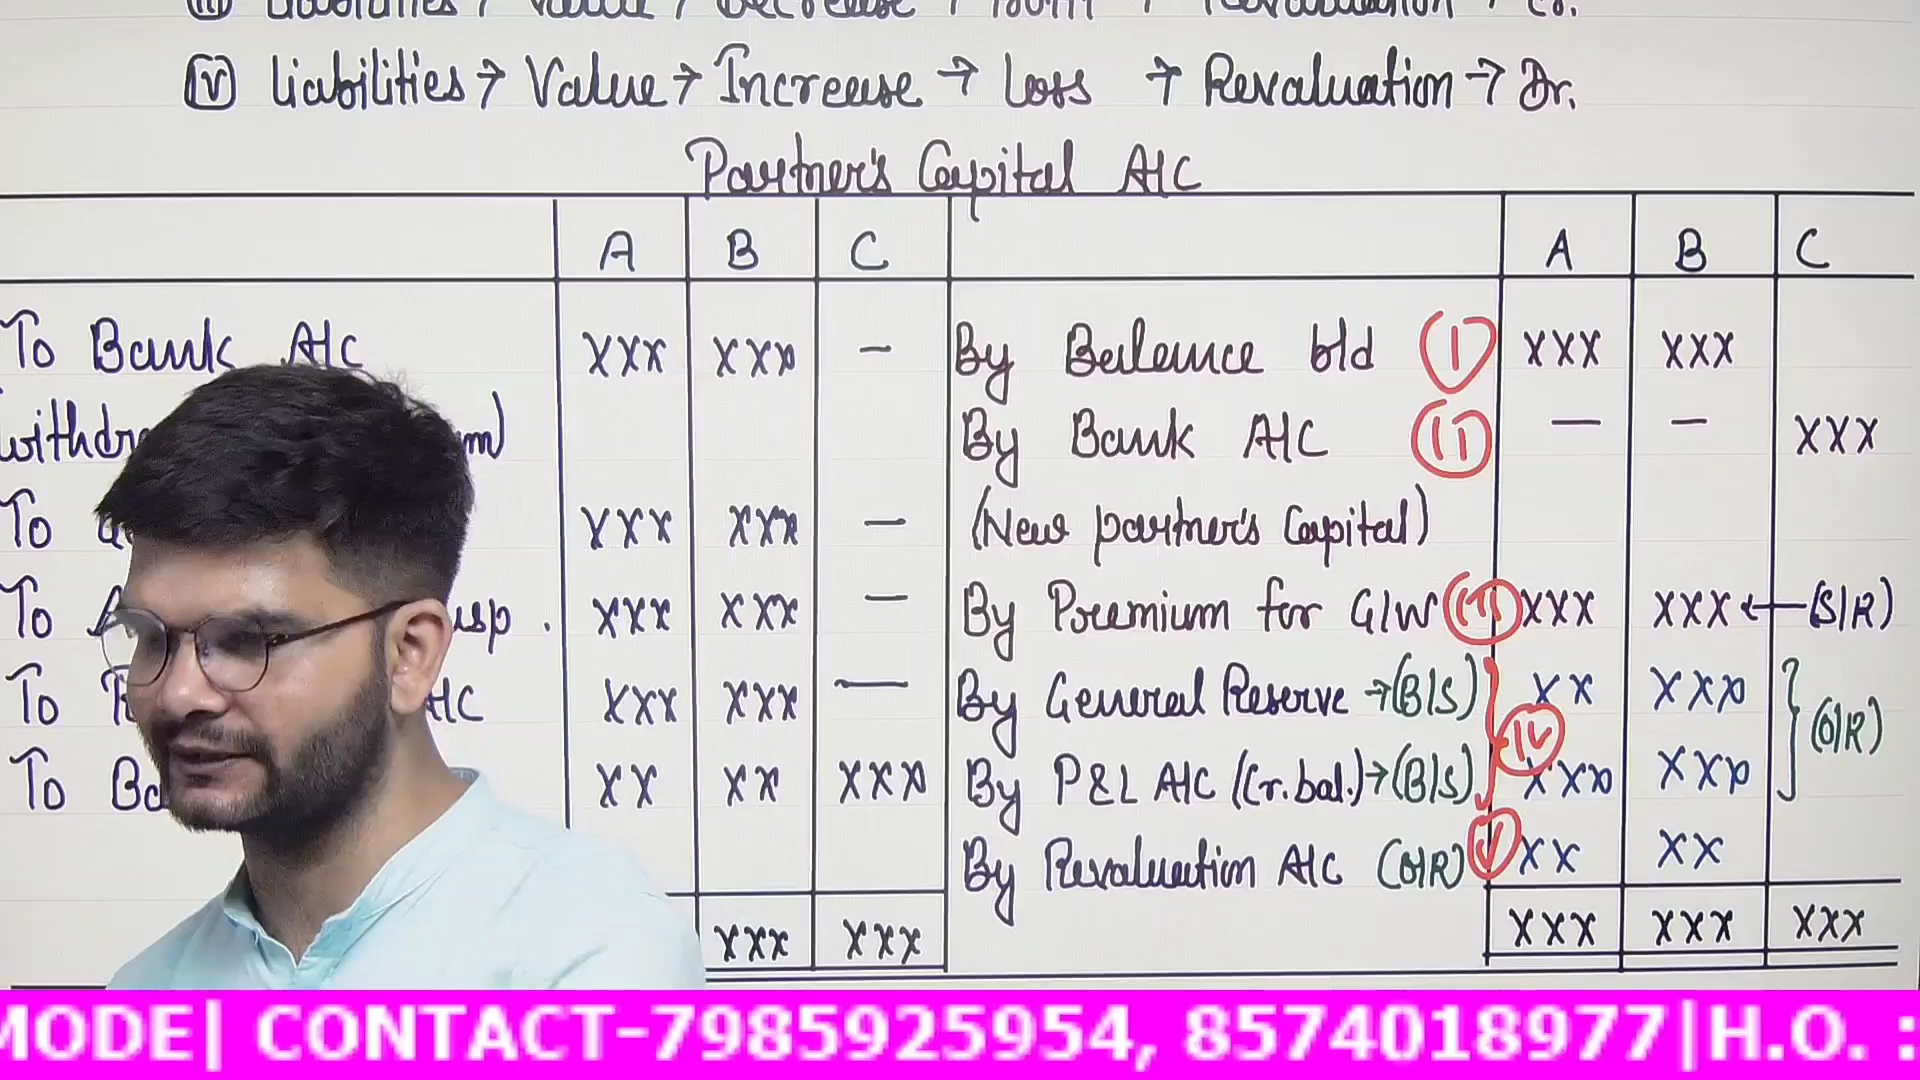 (iv) Liabilities → Value → Increase → Loss → Revaluation → Dr.
Partner's Capital A/C
A B C A B C
To Bank A/C xxx xxx — By Balance b/d (I) xxx xxx
By Bank A/C (II) — — xxx
To xxx xxx — (New partner's Capital)
To xxx xxx — By Premium for G/W (III) xxx xxx ← (S/R)
To A/C xxx xxx — By General Reserve → (B/S) xx xxx
(IV) (O/R)
To xx xx xxx By P&L A/C (Cr. bal.) → (B/S) xxx xxx
By Revaluation A/C (O/R) (V) xx xx
xxx xxx xxx xxx xxx
MODE| CONTACT-7985925954, 8574018977|H.O. :